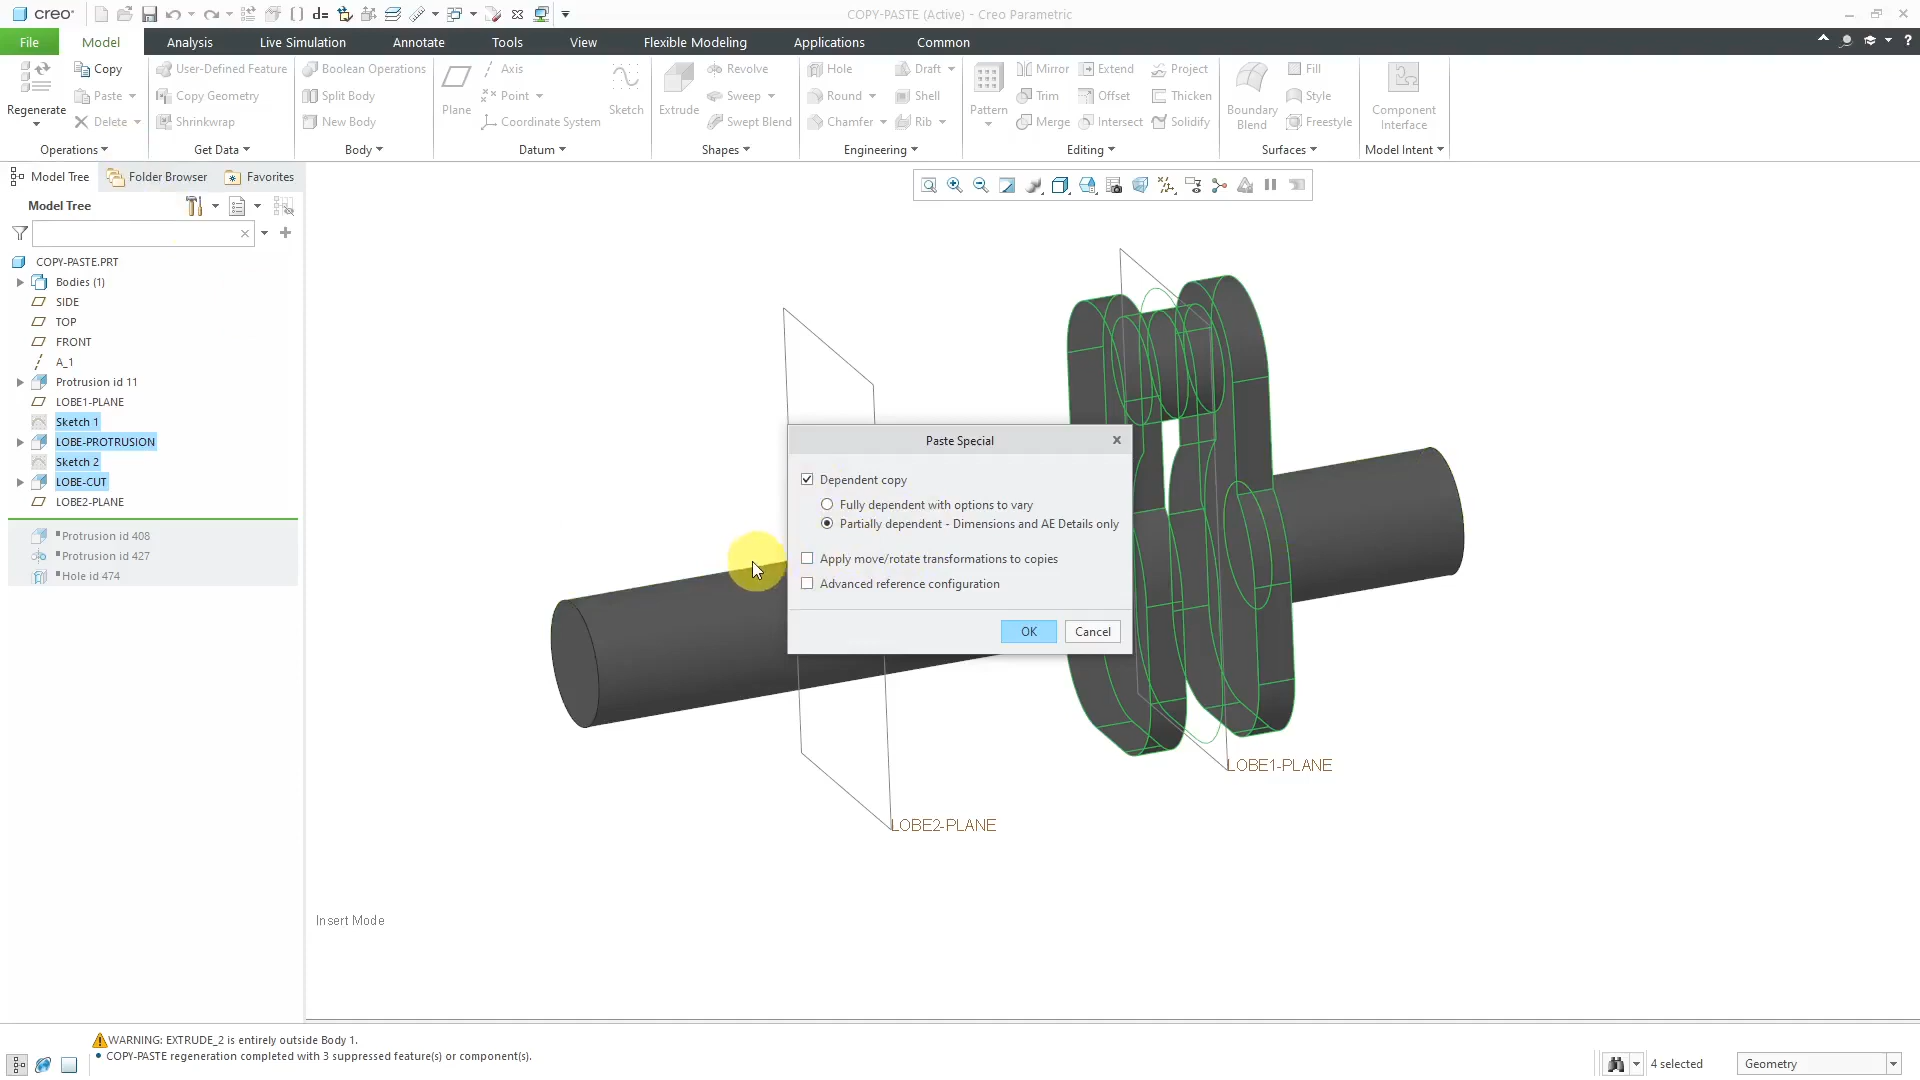 creo
COPY-PASTE (Active) - Creo Parametric
File
Model
Analysis
Live Simulation
Annotate
Tools
View
Flexible Modeling
Applications
Common
Regenerate
Copy
Paste
Delete
Operations
User-Defined Feature
Copy Geometry
Shrinkwrap
Get Data
Boolean Operations
Split Body
New Body
Body
Plane
Axis
Point
Coordinate System
Sketch
Datum
Extrude
Revolve
Sweep
Swept Blend
Shapes
Hole
Round
Chamfer
Draft
Shell
Rib
Engineering
Pattern
Mirror
Trim
Merge
Extend
Offset
Intersect
Project
Thicken
Solidify
Editing
Boundary
Blend
Fill
Style
Freestyle
Surfaces
Component
Interface
Model Intent
Model Tree
Folder Browser
Favorites
Model Tree
COPY-PASTE.PRT
Bodies (1)
SIDE
TOP
FRONT
A_1
Protrusion id 11
LOBE1-PLANE
Sketch 1
LOBE-PROTRUSION
Sketch 2
LOBE-CUT
LOBE2-PLANE
Protrusion id 408
Protrusion id 427
Hole id 474
Paste Special
Dependent copy
Fully dependent with options to vary
Partially dependent - Dimensions and AE Details only
Apply move/rotate transformations to copies
Advanced reference configuration
OK
Cancel
LOBE1-PLANE
LOBE2-PLANE
Insert Mode
WARNING: EXTRUDE_2 is entirely outside Body 1.
• COPY-PASTE regeneration completed with 3 suppressed feature(s) or component(s).
4 selected
Geometry